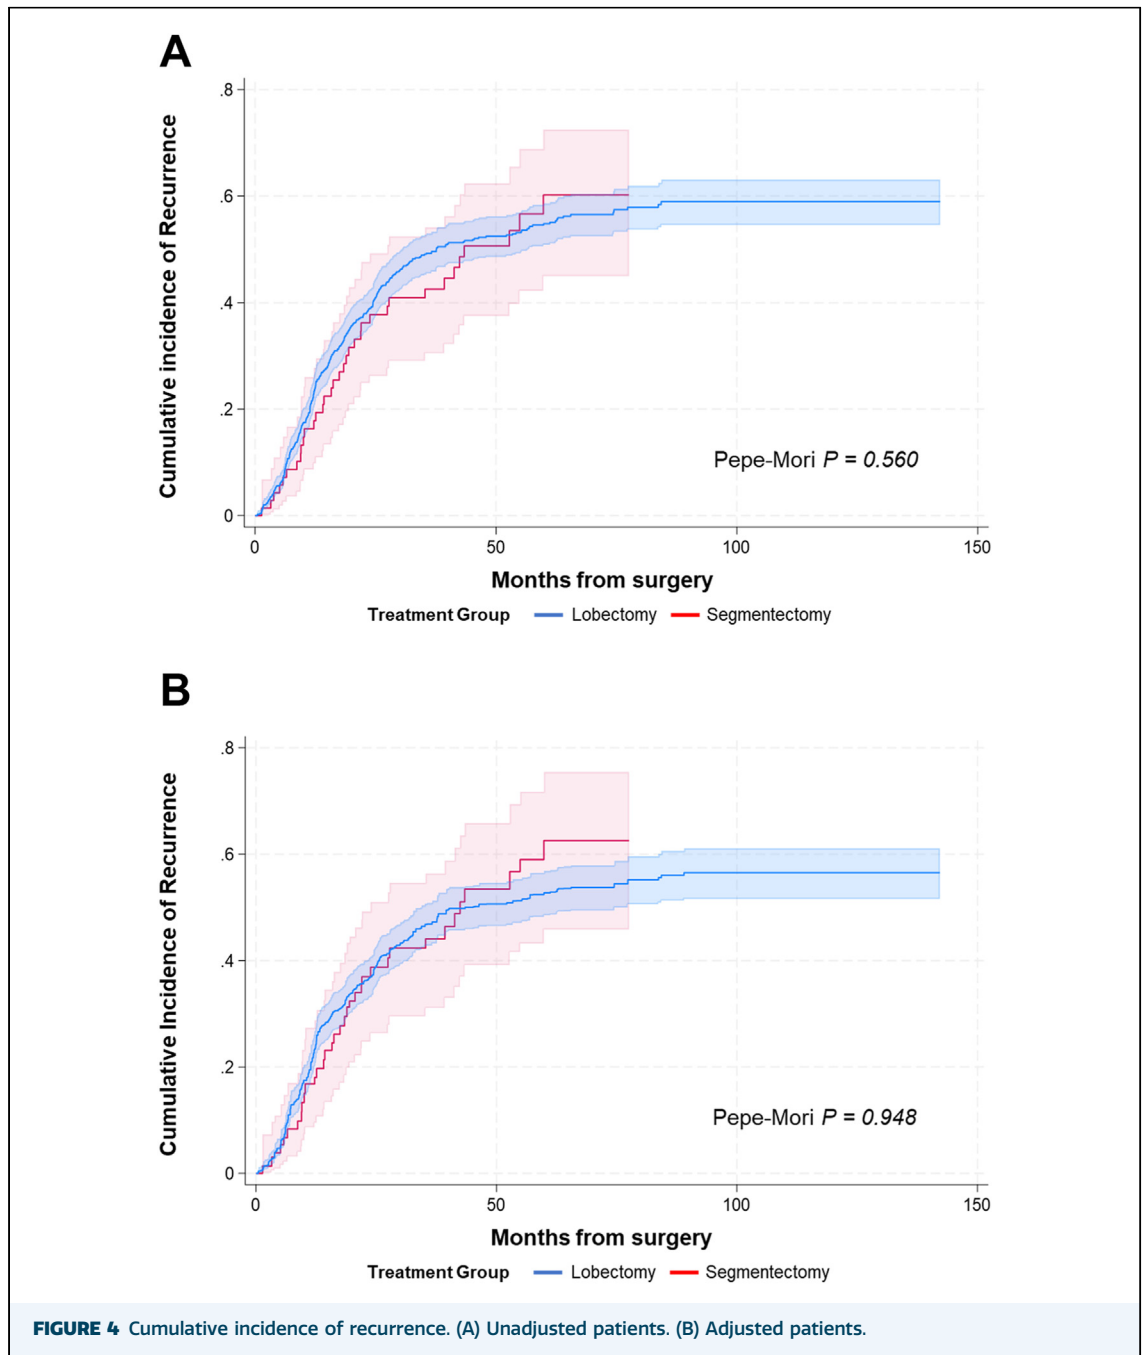 A
Cumulative incidence of Recurrence
.8
.6
.4
.2
0
Pepe-Mori P = 0.560
0 50 100 150
Months from surgery
Treatment Group Lobectomy Segmentectomy
B
Cumulative Incidence of Recurrence
.8
.6
.4
.2
0
Pepe-Mori P = 0.948
0 50 100 150
Months from surgery
Treatment Group Lobectomy Segmentectomy
FIGURE 4 Cumulative incidence of recurrence. (A) Unadjusted patients. (B) Adjusted patients.